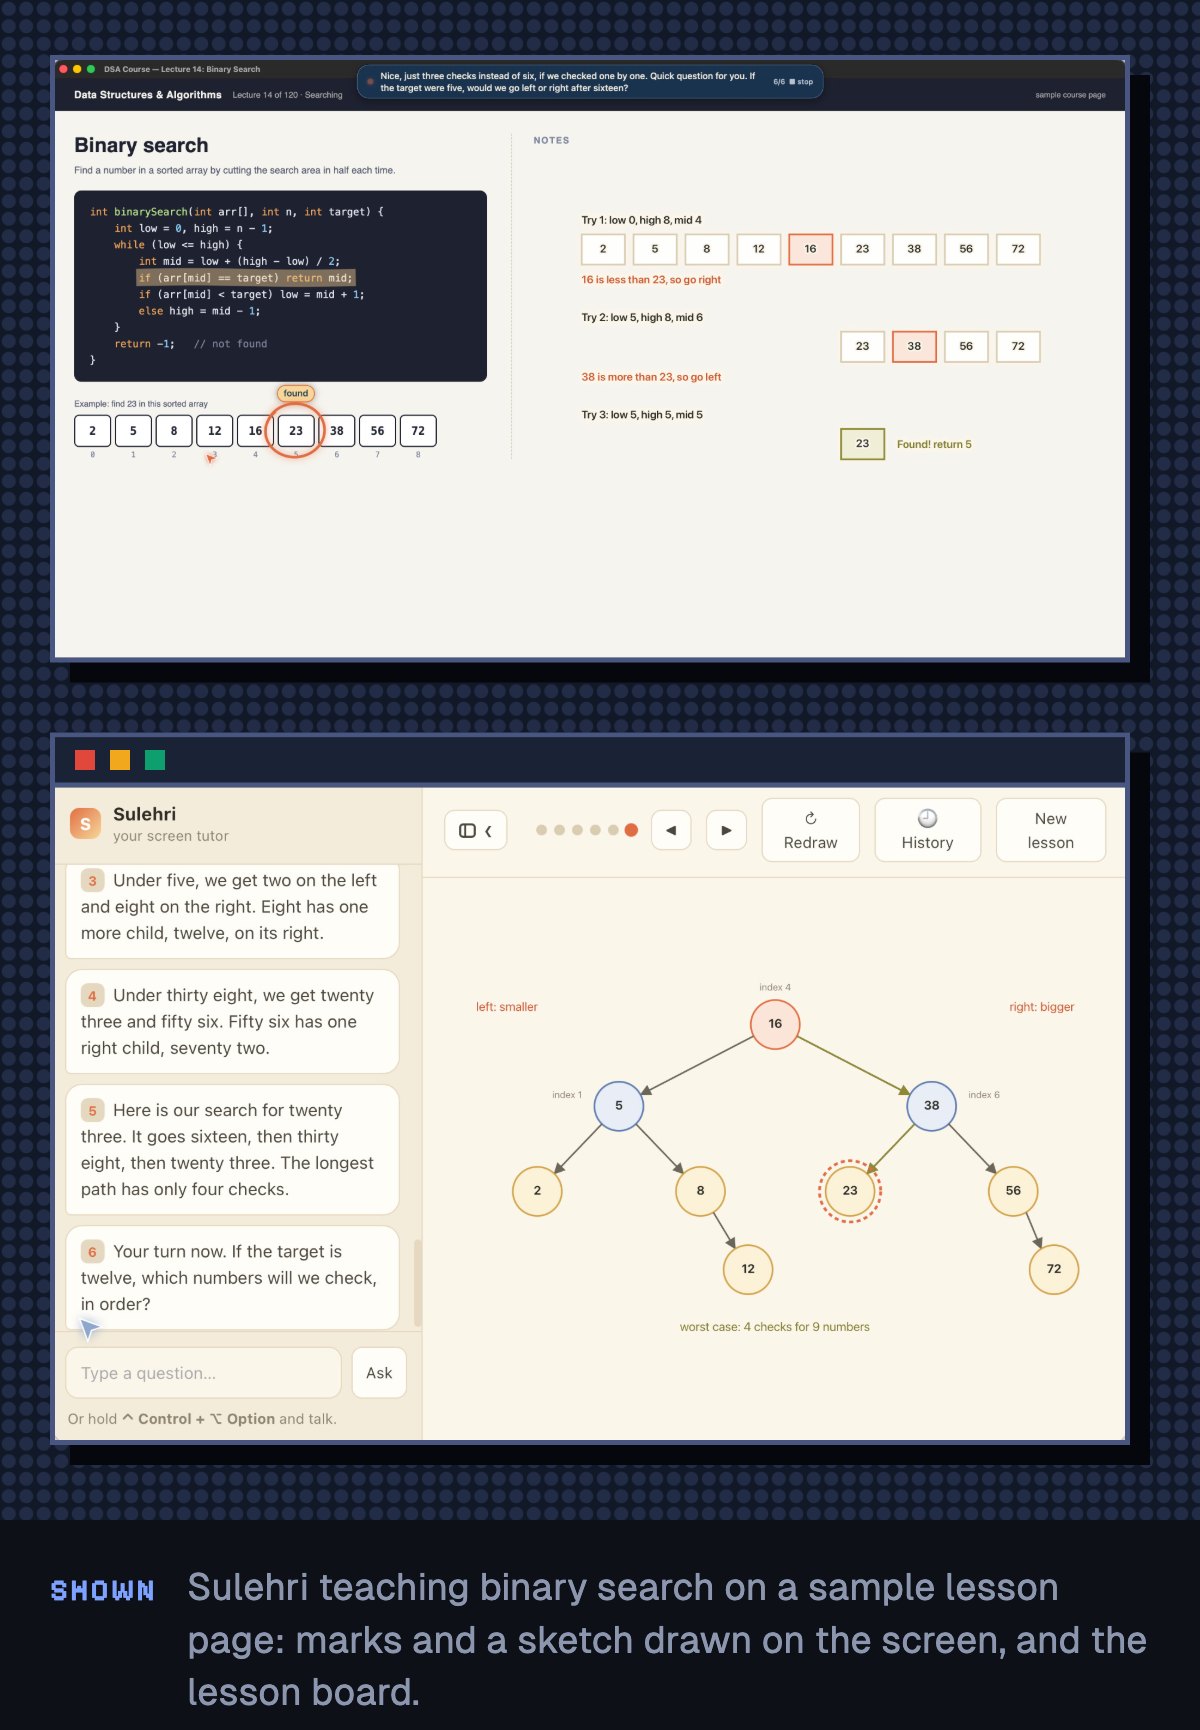 DSA Course — Lecture 14: Binary Search
Nice, just three checks instead of six, if we checked one by one. Quick question for you. If
the target were five, would we go left or right after sixteen?
6/6 stop
Data Structures & Algorithms Lecture 14 of 120 · Searching
sample course page
Binary search
Find a number in a sorted array by cutting the search area in half each time.
int binarySearch(int arr[], int n, int target) {
int low = 0, high = n - 1;
while (low <= high) {
int mid = low + (high - low) / 2;
if (arr[mid] == target) return mid;
if (arr[mid] < target) low = mid + 1;
else high = mid - 1;
}
return -1; // not found
}
found
Example: find 23 in this sorted array
2 5 8 12 16 23 38 56 72
0 1 2 3 4 5 6 7 8
NOTES
Try 1: low 0, high 8, mid 4
2 5 8 12 16 23 38 56 72
16 is less than 23, so go right
Try 2: low 5, high 8, mid 6
23 38 56 72
38 is more than 23, so go left
Try 3: low 5, high 5, mid 5
23 Found! return 5
S
Sulehri
your screen tutor
3 Under five, we get two on the left
and eight on the right. Eight has one
more child, twelve, on its right.
4 Under thirty eight, we get twenty
three and fifty six. Fifty six has one
right child, seventy two.
5 Here is our search for twenty
three. It goes sixteen, then thirty
eight, then twenty three. The longest
path has only four checks.
6 Your turn now. If the target is
twelve, which numbers will we check,
in order?
Type a question...
Ask
Or hold ^ Control + ⌥ Option and talk.
Redraw
History
New
lesson
index 4
left: smaller
right: bigger
16
index 1
5
38
index 6
2
8
23
56
12
72
worst case: 4 checks for 9 numbers
SHOWN
Sulehri teaching binary search on a sample lesson
page: marks and a sketch drawn on the screen, and the
lesson board.